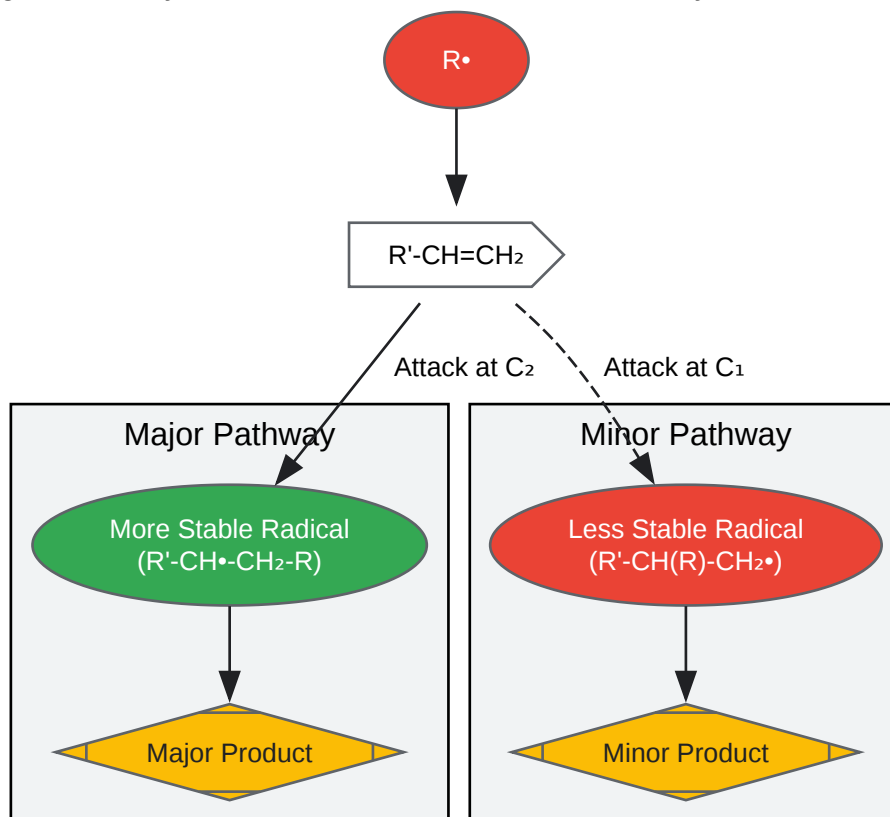 R•
R'-CH=CH₂
Attack at C₂
Attack at C₁
Major Pathway
Minor Pathway
More Stable Radical
(R'-CH•-CH₂-R)
Less Stable Radical
(R'-CH(R)-CH₂•)
Major Product
Minor Product